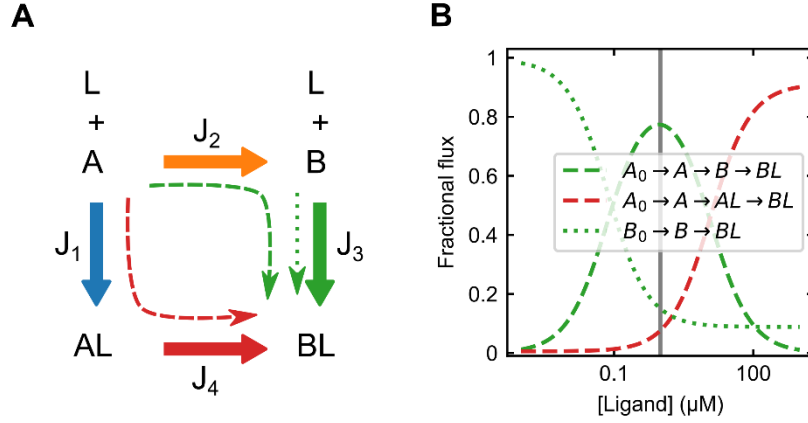 A
L
+
A
J2
L
+
B
J1
J3
AL
J4
BL
B
Fractional flux
1
0.8
0.6
0.4
0.2
0
A₀ → A → B → BL
A₀ → A → AL → BL
B₀ → B → BL
0.1
100
[Ligand] (μM)